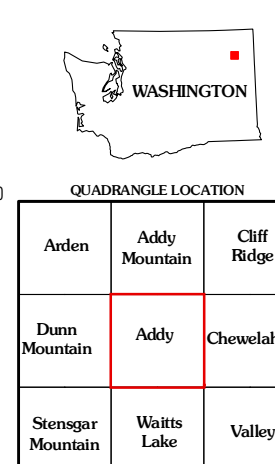 WASHINGTON
QUADRANGLE LOCATION
Arden
Addy
Mountain
Cliff
Ridge
Dunn
Mountain
Addy
Chewelah
Stensgar
Mountain
Waitts
Lake
Valley